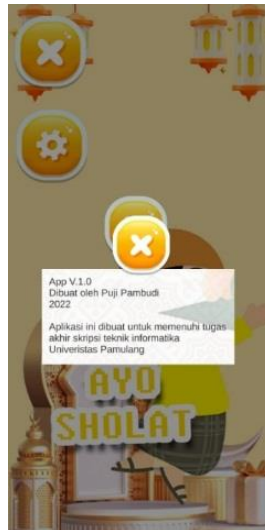 App V.1.0
Dibuat oleh Puji Pambudi
2022
Aplikasi ini dibuat untuk memenuhi tugas
akhir skripsi teknik informatika
Univeristas Pamulang
AYO
SHOLAT